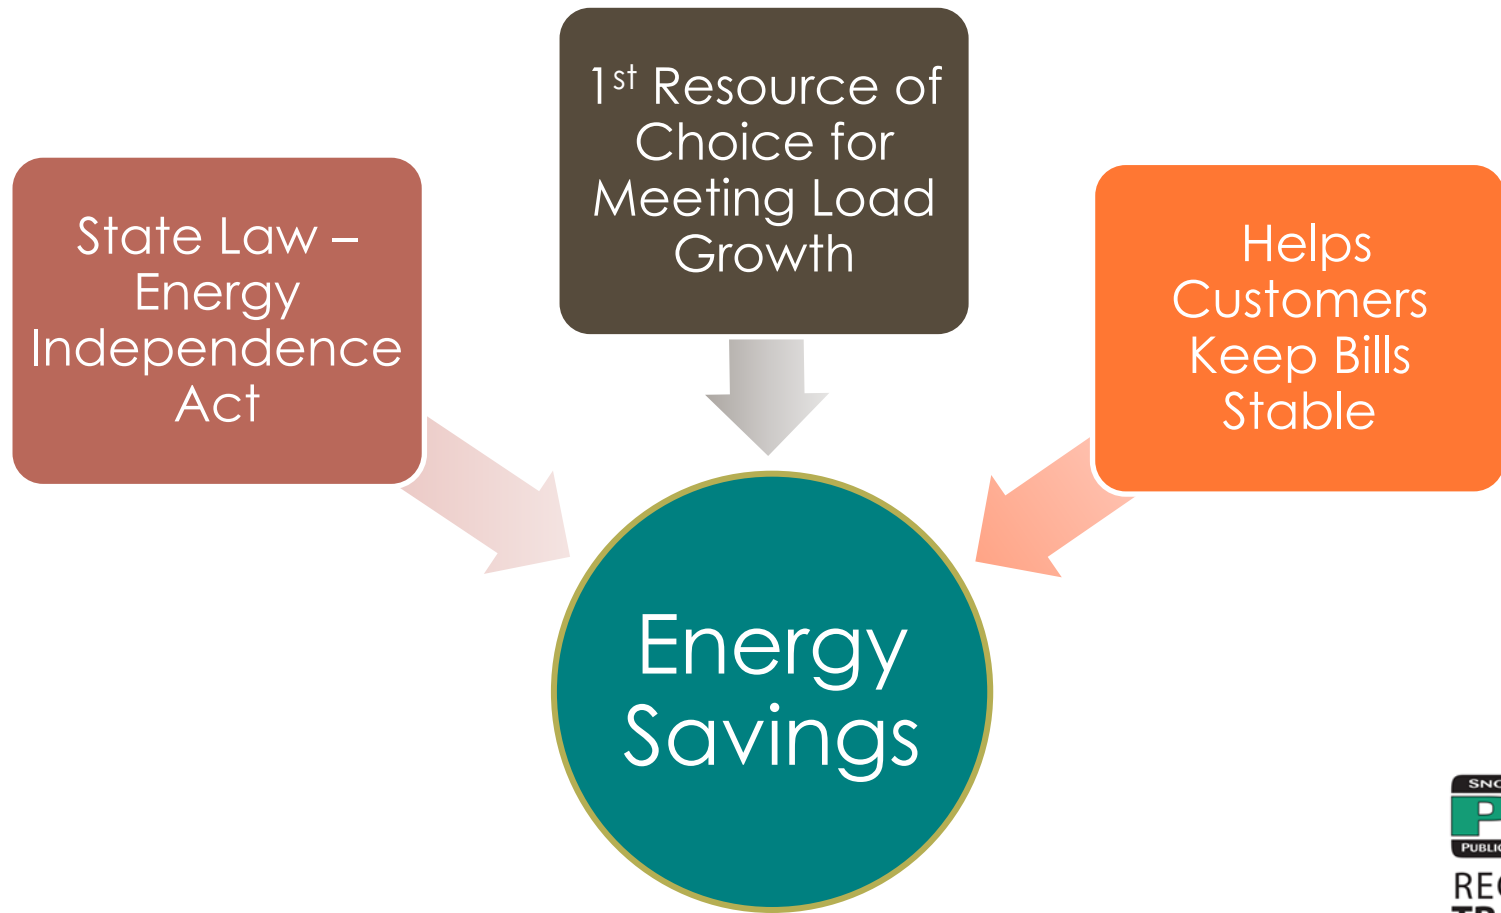 1st Resource of
Choice for
Meeting Load
Growth
State Law –
Energy
Independence
Act
Helps
Customers
Keep Bills
Stable
Energy
Savings